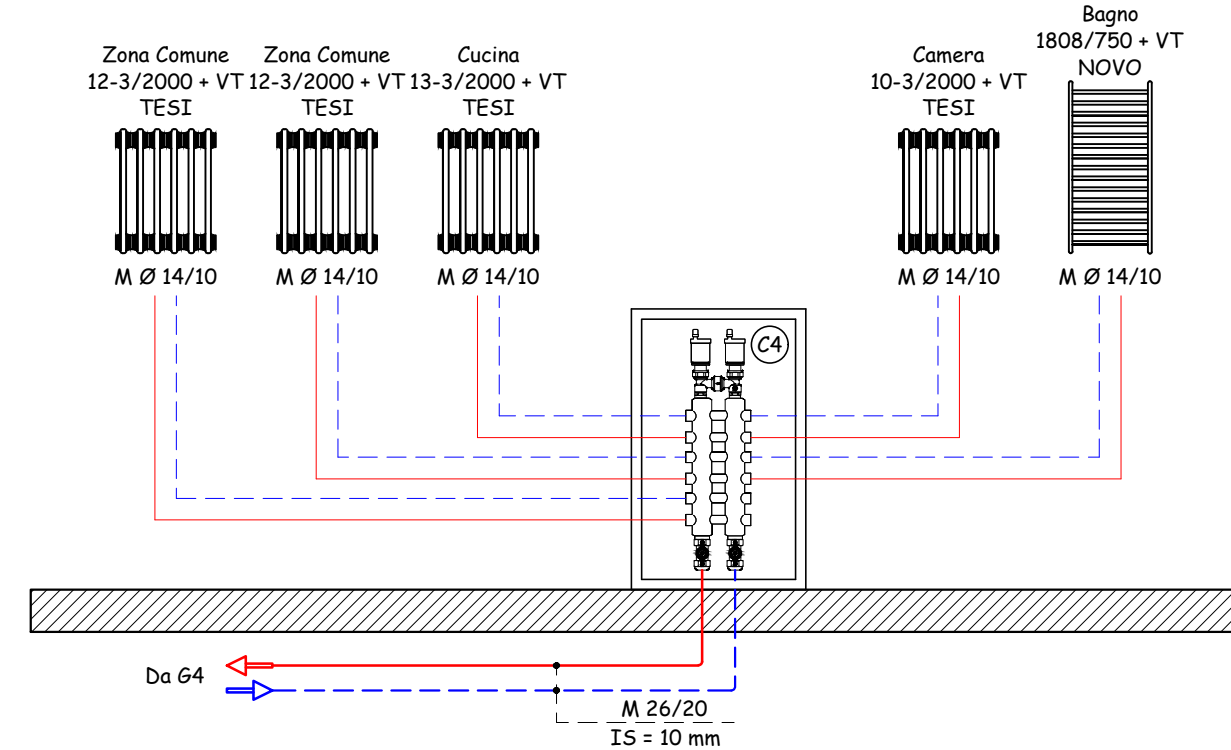 Zona Comune
12-3/2000 + VT
TESI
Zona Comune
12-3/2000 + VT
TESI
Cucina
13-3/2000 + VT
TESI
Camera
10-3/2000 + VT
TESI
Bagno
1808/750 + VT
NOVO
M Ø 14/10
M Ø 14/10
M Ø 14/10
M Ø 14/10
M Ø 14/10
C4
Da G4
M 26/20
IS = 10 mm